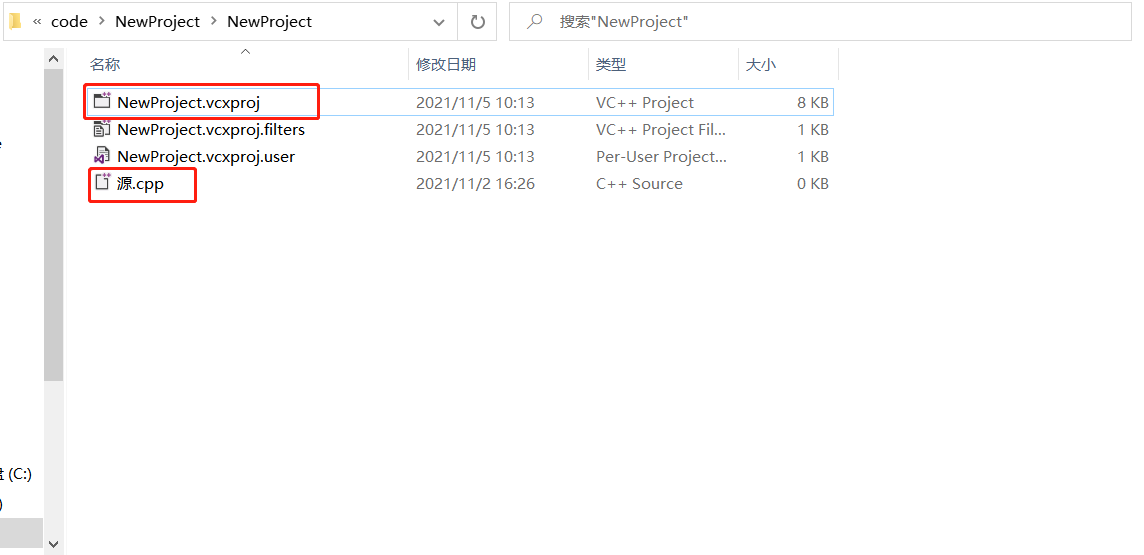 « code > NewProject > NewProject
搜索"NewProject"
名称 修改日期 类型 大小
NewProject.vcxproj 2021/11/5 10:13 VC++ Project 8 KB
NewProject.vcxproj.filters 2021/11/5 10:13 VC++ Project Fil... 1 KB
NewProject.vcxproj.user 2021/11/5 10:13 Per-User Project... 1 KB
源.cpp 2021/11/2 16:26 C++ Source 0 KB
(C:)
)